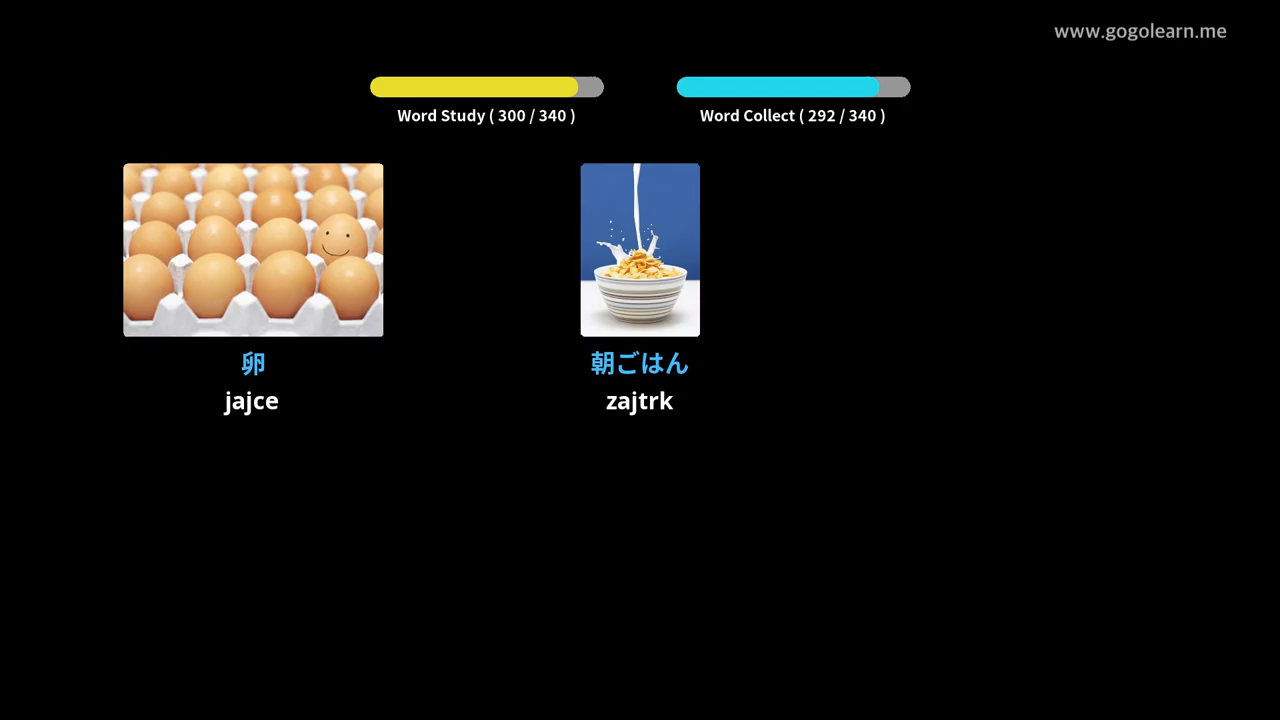 www.gogolearn.me
Word Study ( 300 / 340 )
Word Collect ( 292 / 340 )
卵
jajce
朝ごはん
zajtrk